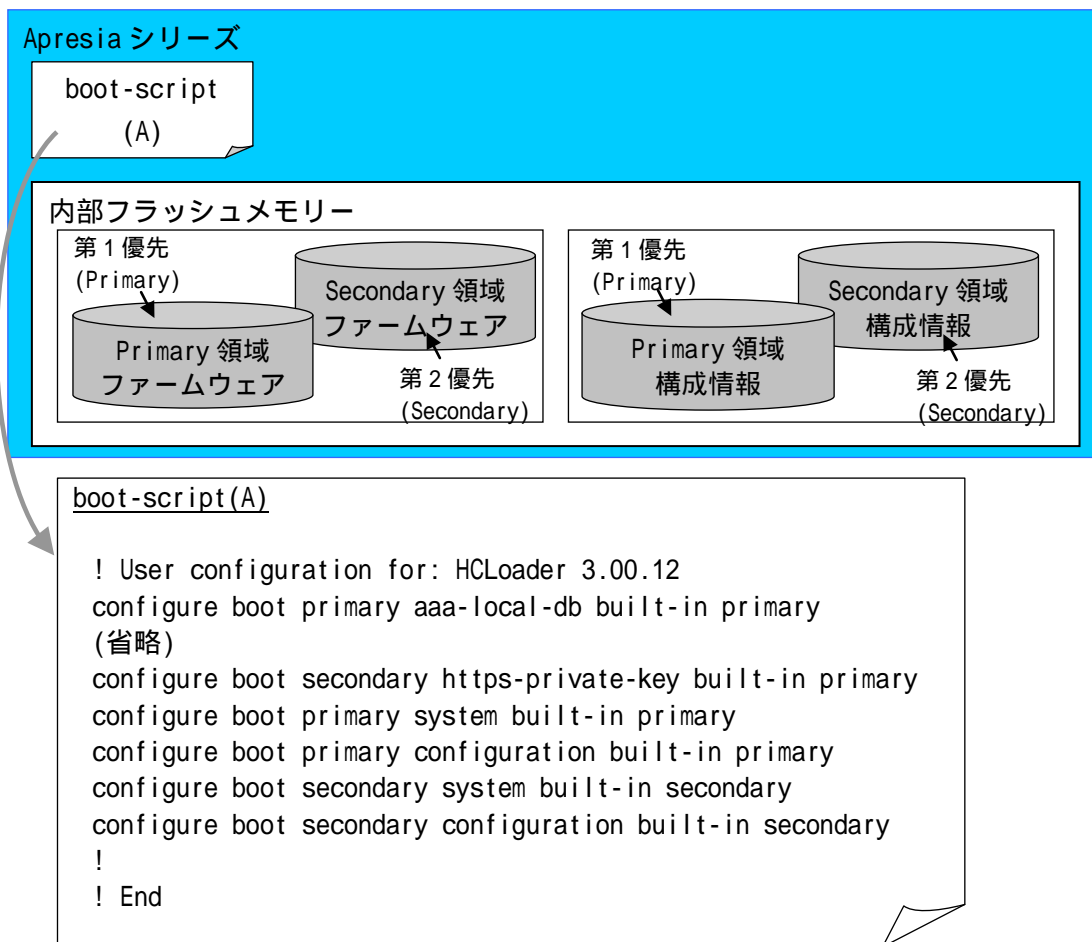 Apresia シリーズ
boot-script
(A)
内部フラッシュメモリー
第 1 優先
(Primary)
Secondary 領域
ファームウェア
Primary 領域
ファームウェア
第 2 優先
(Secondary)
第 1 優先
(Primary)
Secondary 領域
構成情報
Primary 領域
構成情報
第 2 優先
(Secondary)
boot-script(A)
! User configuration for: HCLoader 3.00.12
configure boot primary aaa-local-db built-in primary
(省略)
configure boot secondary https-private-key built-in primary
configure boot primary system built-in primary
configure boot primary configuration built-in primary
configure boot secondary system built-in secondary
configure boot secondary configuration built-in secondary
!
! End